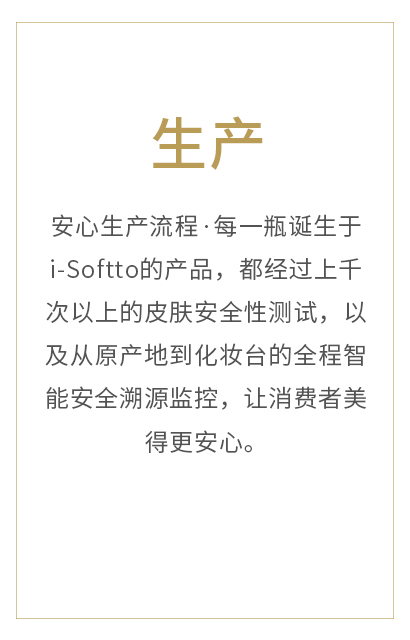 生产
安心生产流程·每一瓶诞生于
i-Softto的产品，都经过上千
次以上的皮肤安全性测试，以
及从原产地到化妆台的全程智
能安全溯源监控，让消费者美
得更安心。